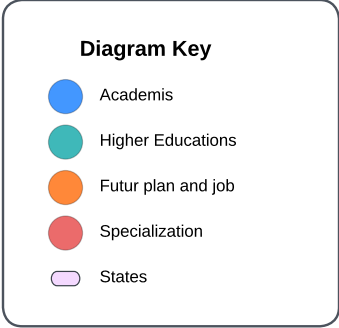 Diagram Key
Academis
Higher Educations
Futur plan and job
Specialization
States